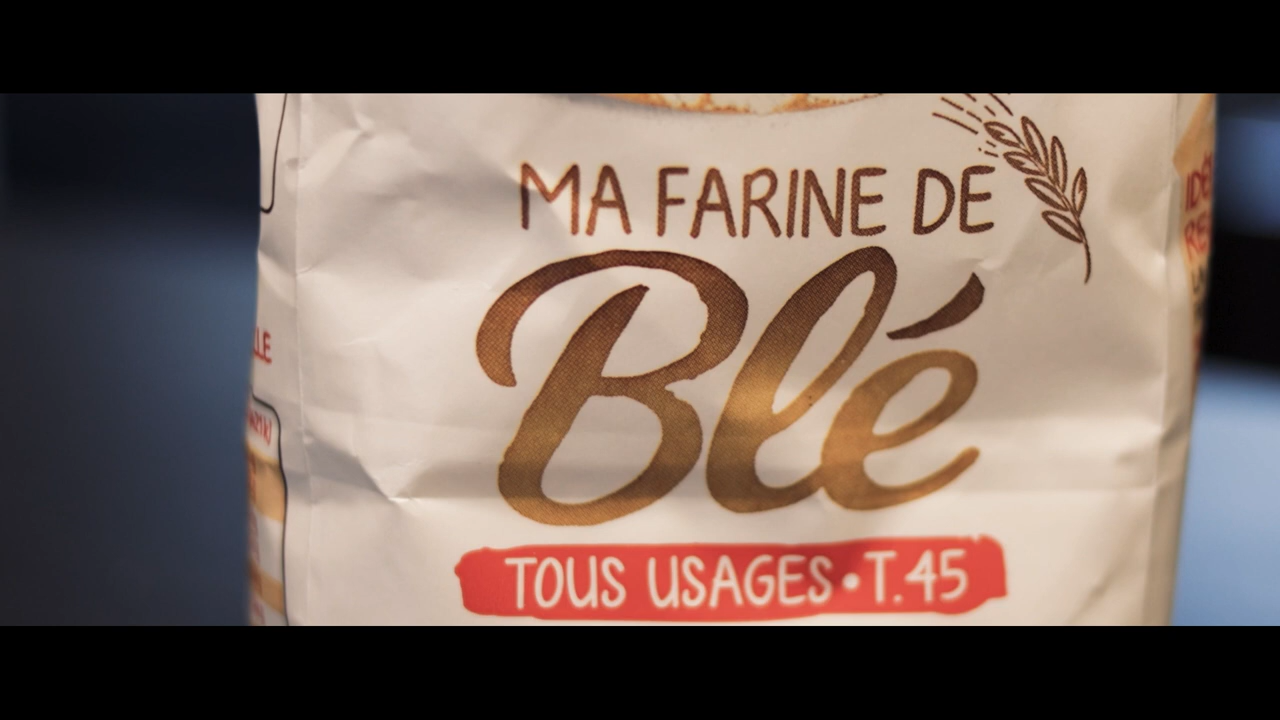 MA FARINE DE
Blé
TOUS USAGES • T.45